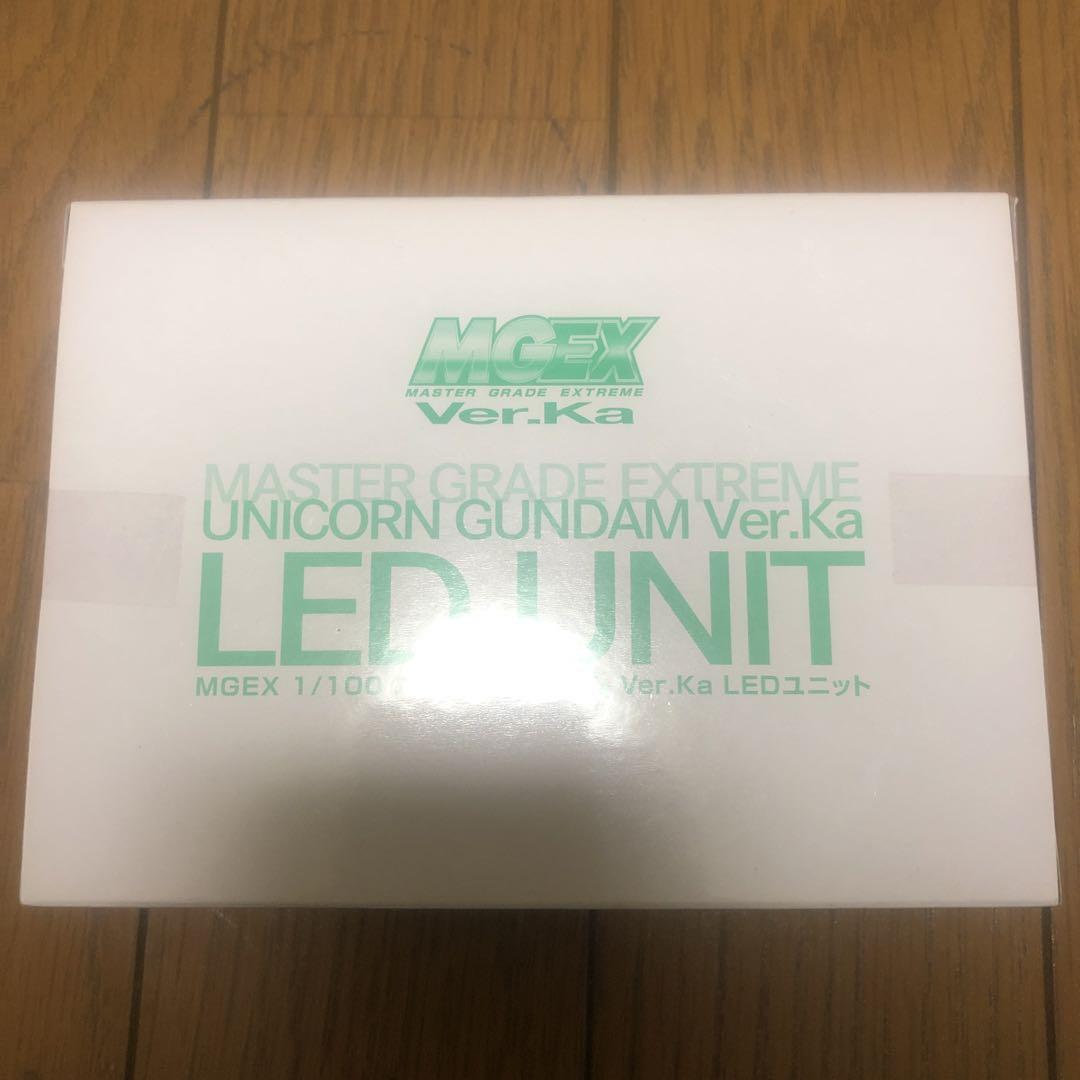 MGEX
MASTER GRADE EXTREME
Ver.Ka
MASTER GRADE EXTREME
UNICORN GUNDAM Ver.Ka
LED UNIT
MGEX 1/100 Ver.Ka LEDユニット